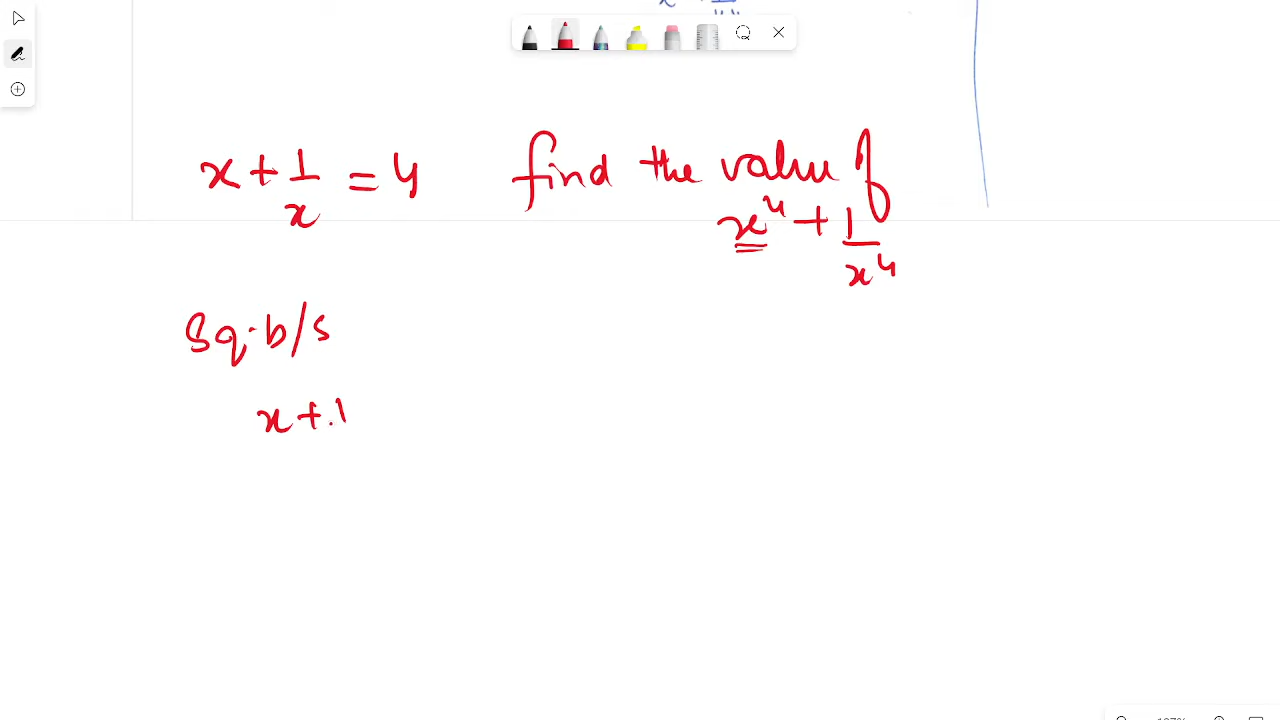 x + 1/x = 4 find the value of
x⁴ + 1/x⁴
Sq. b/s
x + 1